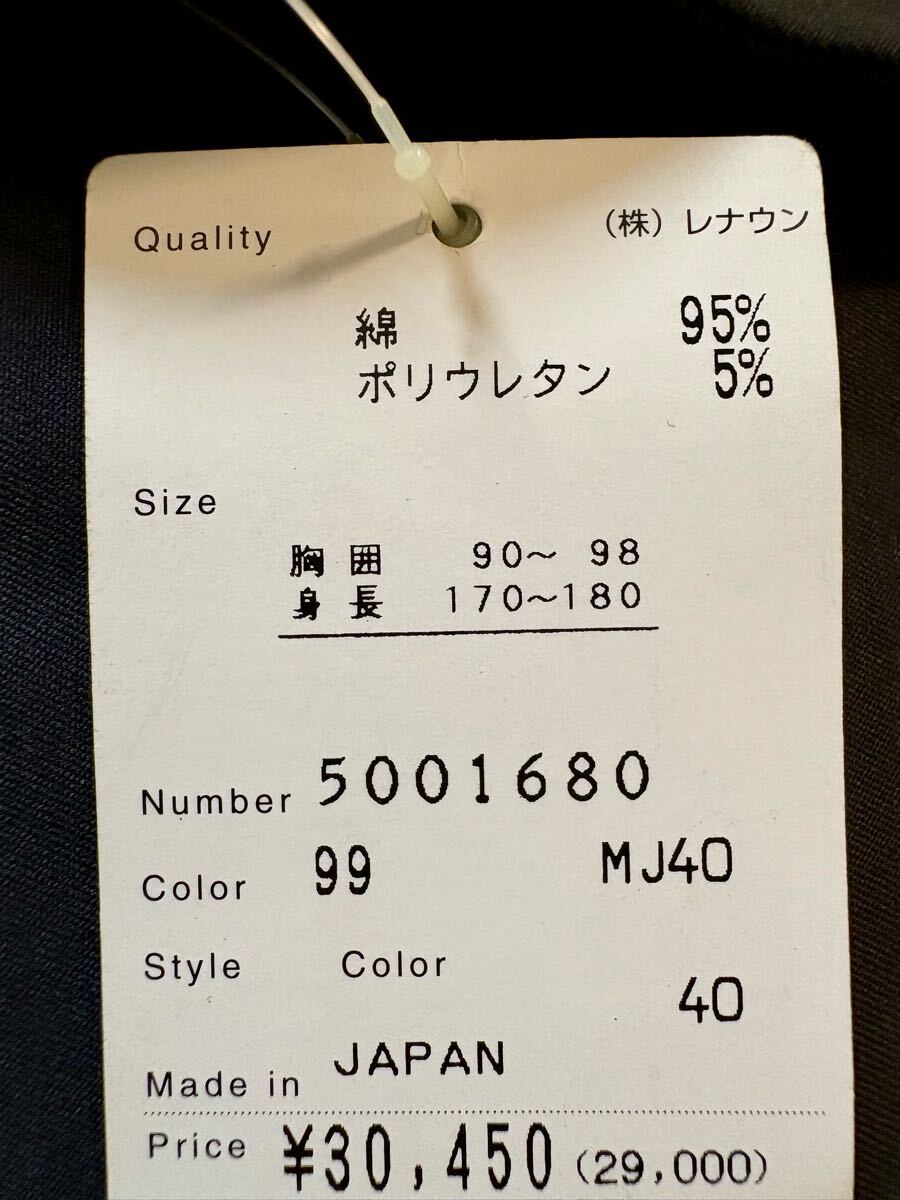 Quality (株)レナウン
綿 95%
ポリウレタン 5%
Size
胸囲 90～ 98
身長 170～180
Number 5001680
Color 99 MJ40
Style Color
40
Made in JAPAN
Price ¥30,450 (29,000)